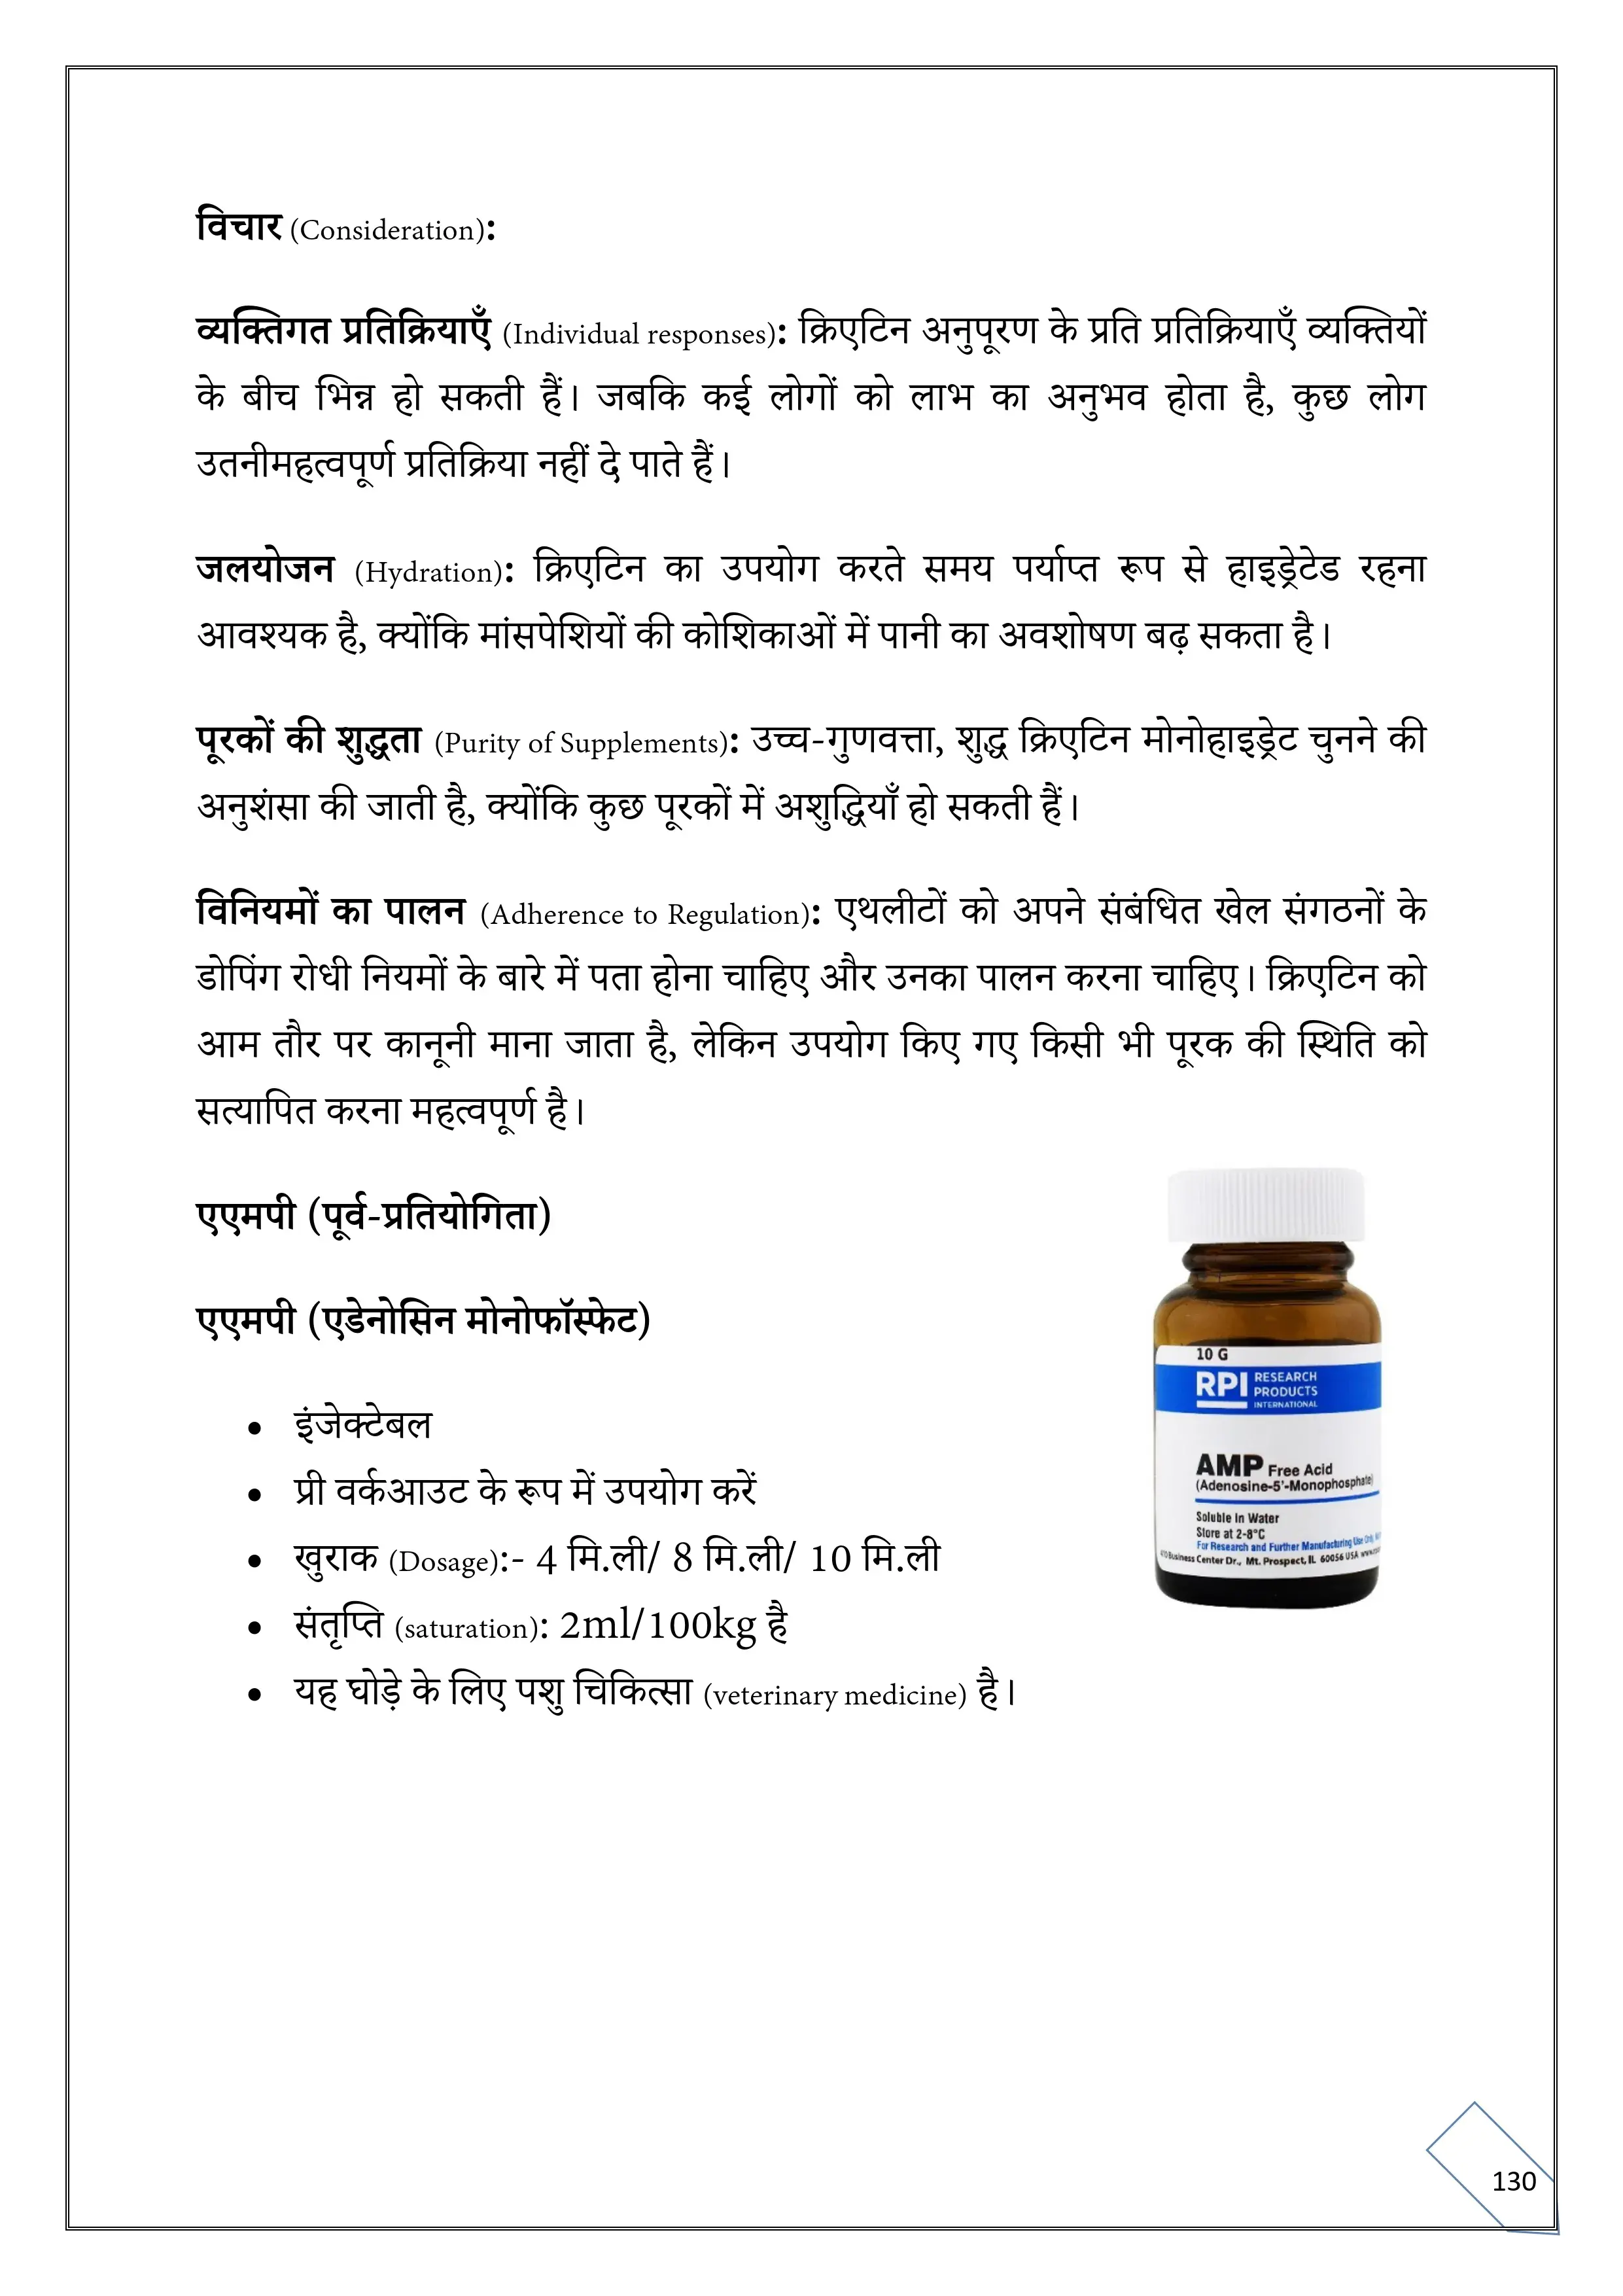 विचार (Consideration):
व्यक्तिगत प्रतिक्रियाएँ (Individual responses): क्रिएटिन अनुपूरण के प्रति प्रतिक्रियाएँ व्यक्तियों
के बीच भिन्न हो सकती हैं। जबकि कई लोगों को लाभ का अनुभव होता है, कुछ लोग
उतनीमहत्वपूर्ण प्रतिक्रिया नहीं दे पाते हैं।
जलयोजन (Hydration): क्रिएटिन का उपयोग करते समय पर्याप्त रूप से हाइड्रेटेड रहना
आवश्यक है, क्योंकि मांसपेशियों की कोशिकाओं में पानी का अवशोषण बढ़ सकता है।
पूरकों की शुद्धता (Purity of Supplements): उच्च-गुणवत्ता, शुद्ध क्रिएटिन मोनोहाइड्रेट चुनने की
अनुशंसा की जाती है, क्योंकि कुछ पूरकों में अशुद्धियाँ हो सकती हैं।
विनियमों का पालन (Adherence to Regulation): एथलीटों को अपने संबंधित खेल संगठनों के
डोपिंग रोधी नियमों के बारे में पता होना चाहिए और उनका पालन करना चाहिए। क्रिएटिन को
आम तौर पर कानूनी माना जाता है, लेकिन उपयोग किए गए किसी भी पूरक की स्थिति को
सत्यापित करना महत्वपूर्ण है।
एएमपी (पूर्व-प्रतियोगिता)
एएमपी (एडेनोसिन मोनोफॉस्फेट)
• इंजेक्टेबल
• प्री वर्कआउट के रूप में उपयोग करें
• खुराक (Dosage):- 4 मि.ली/ 8 मि.ली/ 10 मि.ली
• संतृप्ति (saturation): 2ml/100kg है
• यह घोड़े के लिए पशु चिकित्सा (veterinary medicine) है।
10 G
RPI RESEARCH
PRODUCTS
INTERNATIONAL
AMP Free Acid
(Adenosine-5'-Monophosphate)
Soluble In Water
Store at 2-8°C
For Research and Further Manufacturing Use Only,
Business Center Dr., Mt. Prospect, IL 60056 USA
130